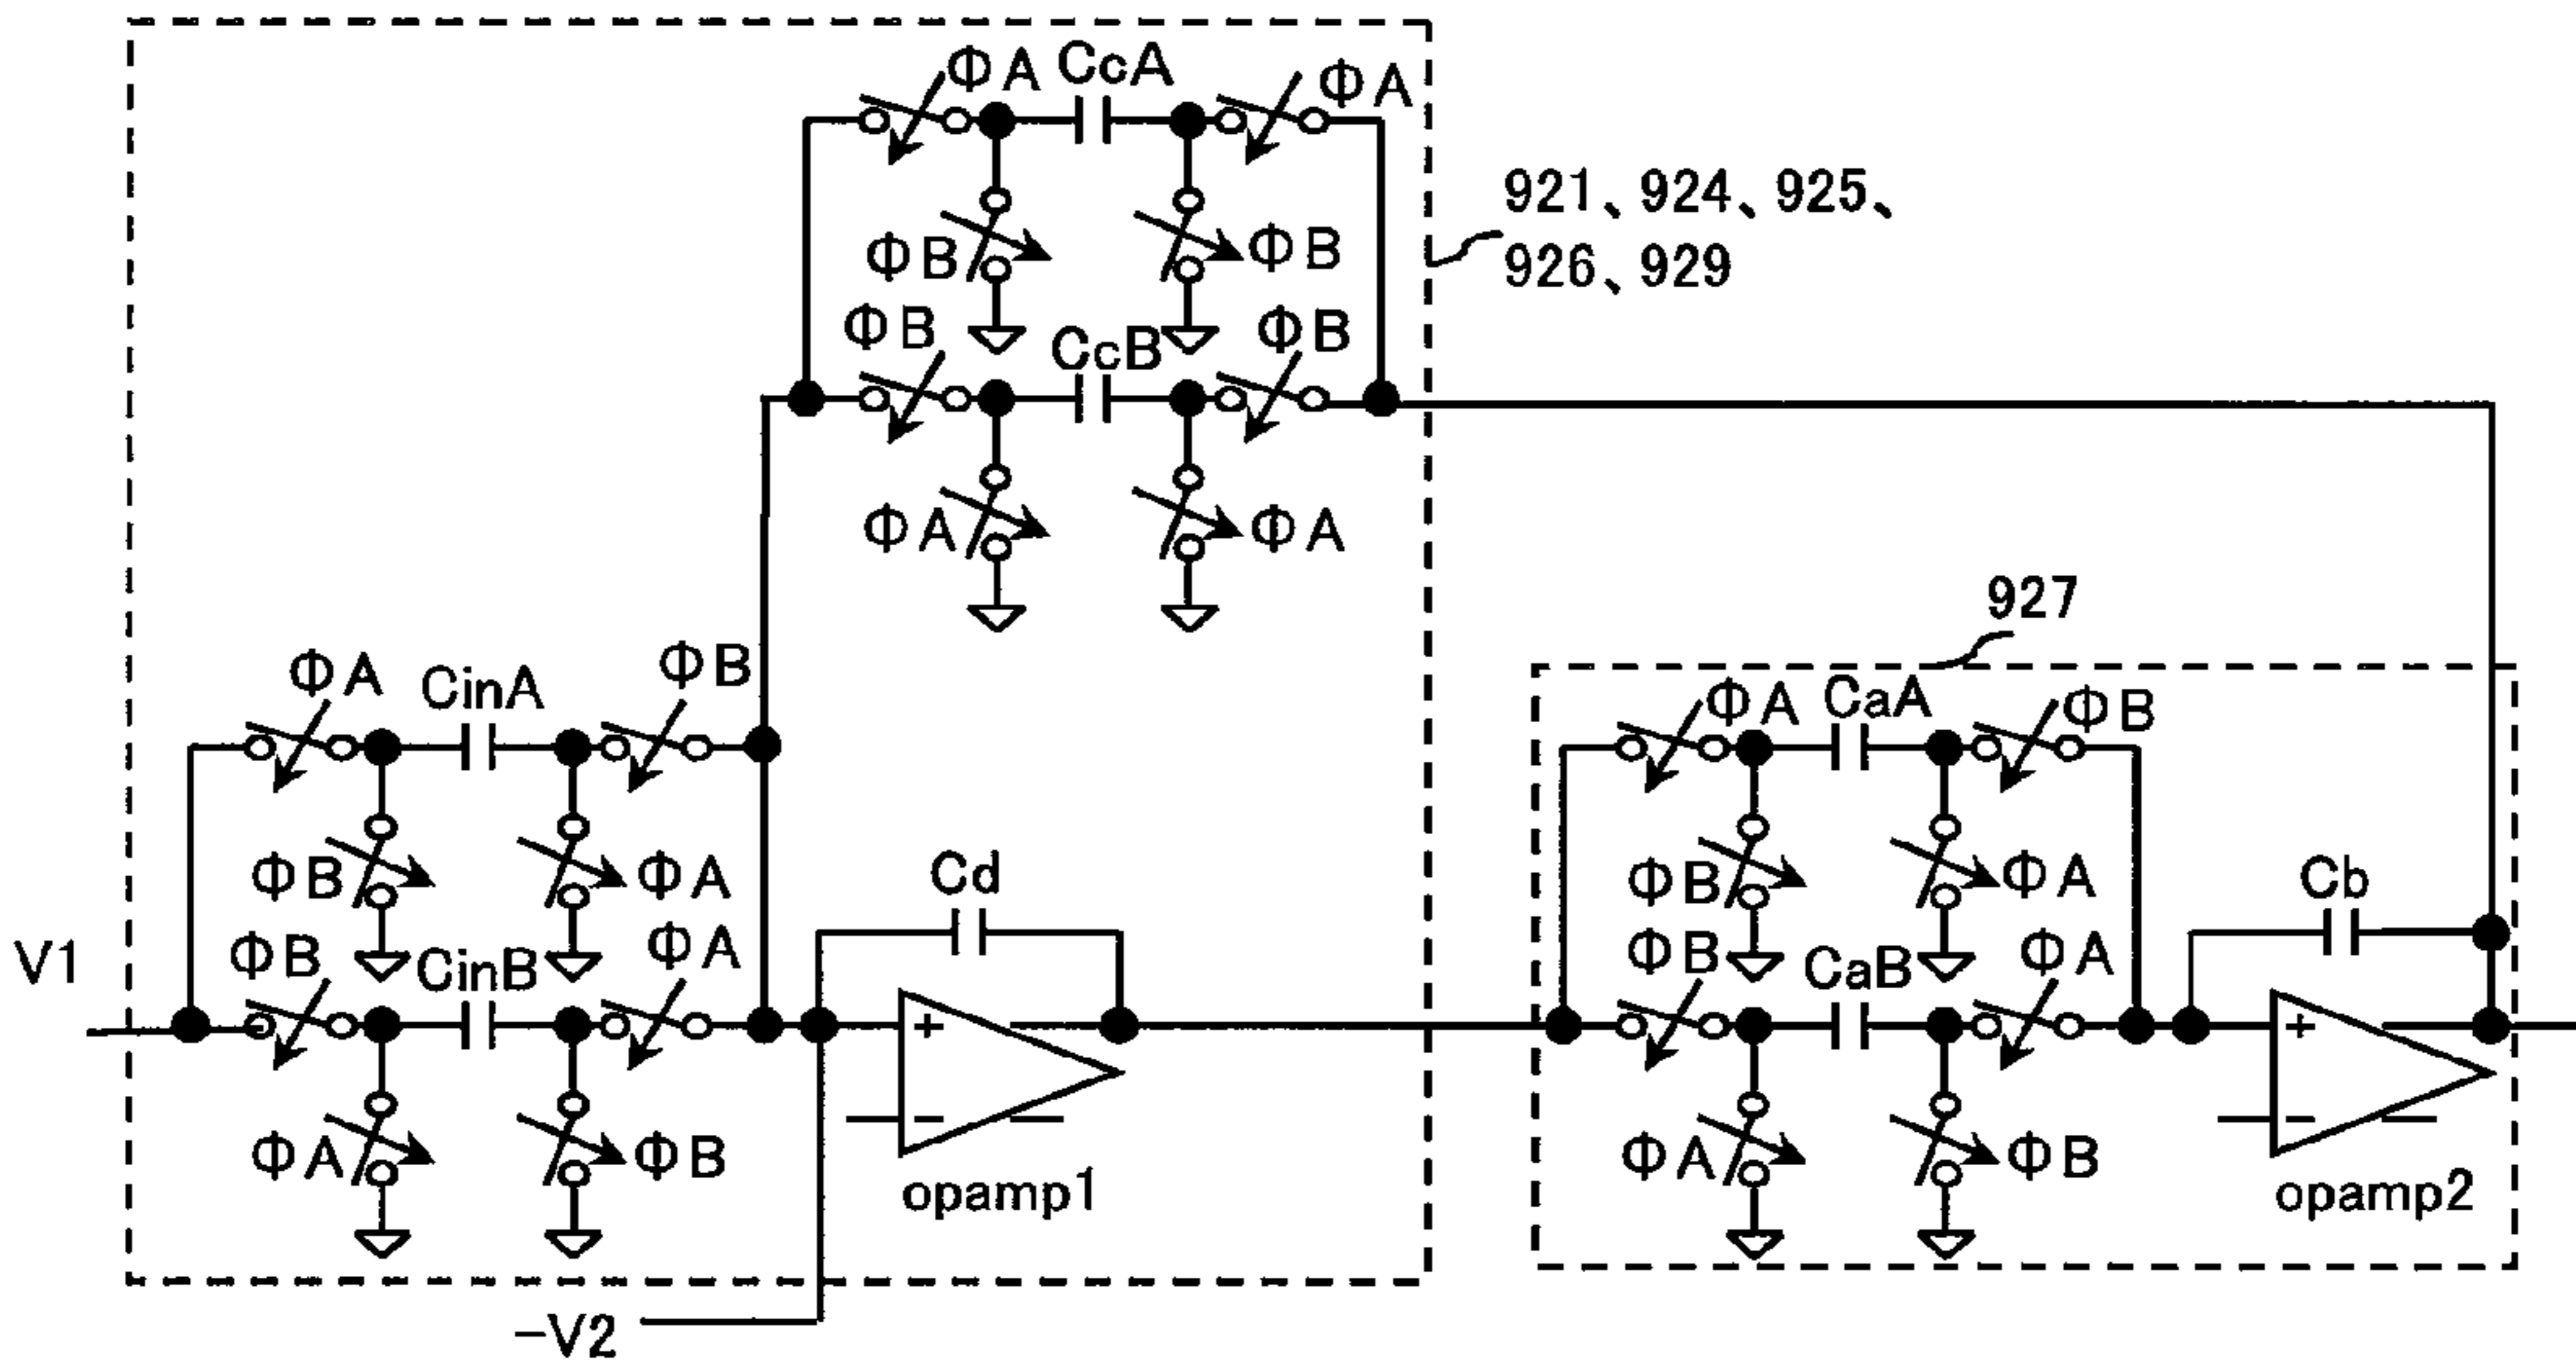 ΦA CcA ΦA
ΦB ΦB
ΦB CcB ΦB
ΦA ΦA
921、924、925、
926、929
927
ΦA CinA ΦB
ΦB ΦA
V1
ΦB CinB ΦA
ΦA ΦB
Cd
+
−
opamp1
−V2
ΦA CaA ΦB
ΦB ΦA
ΦB CaB ΦA
ΦA ΦB
Cb
+
−
opamp2